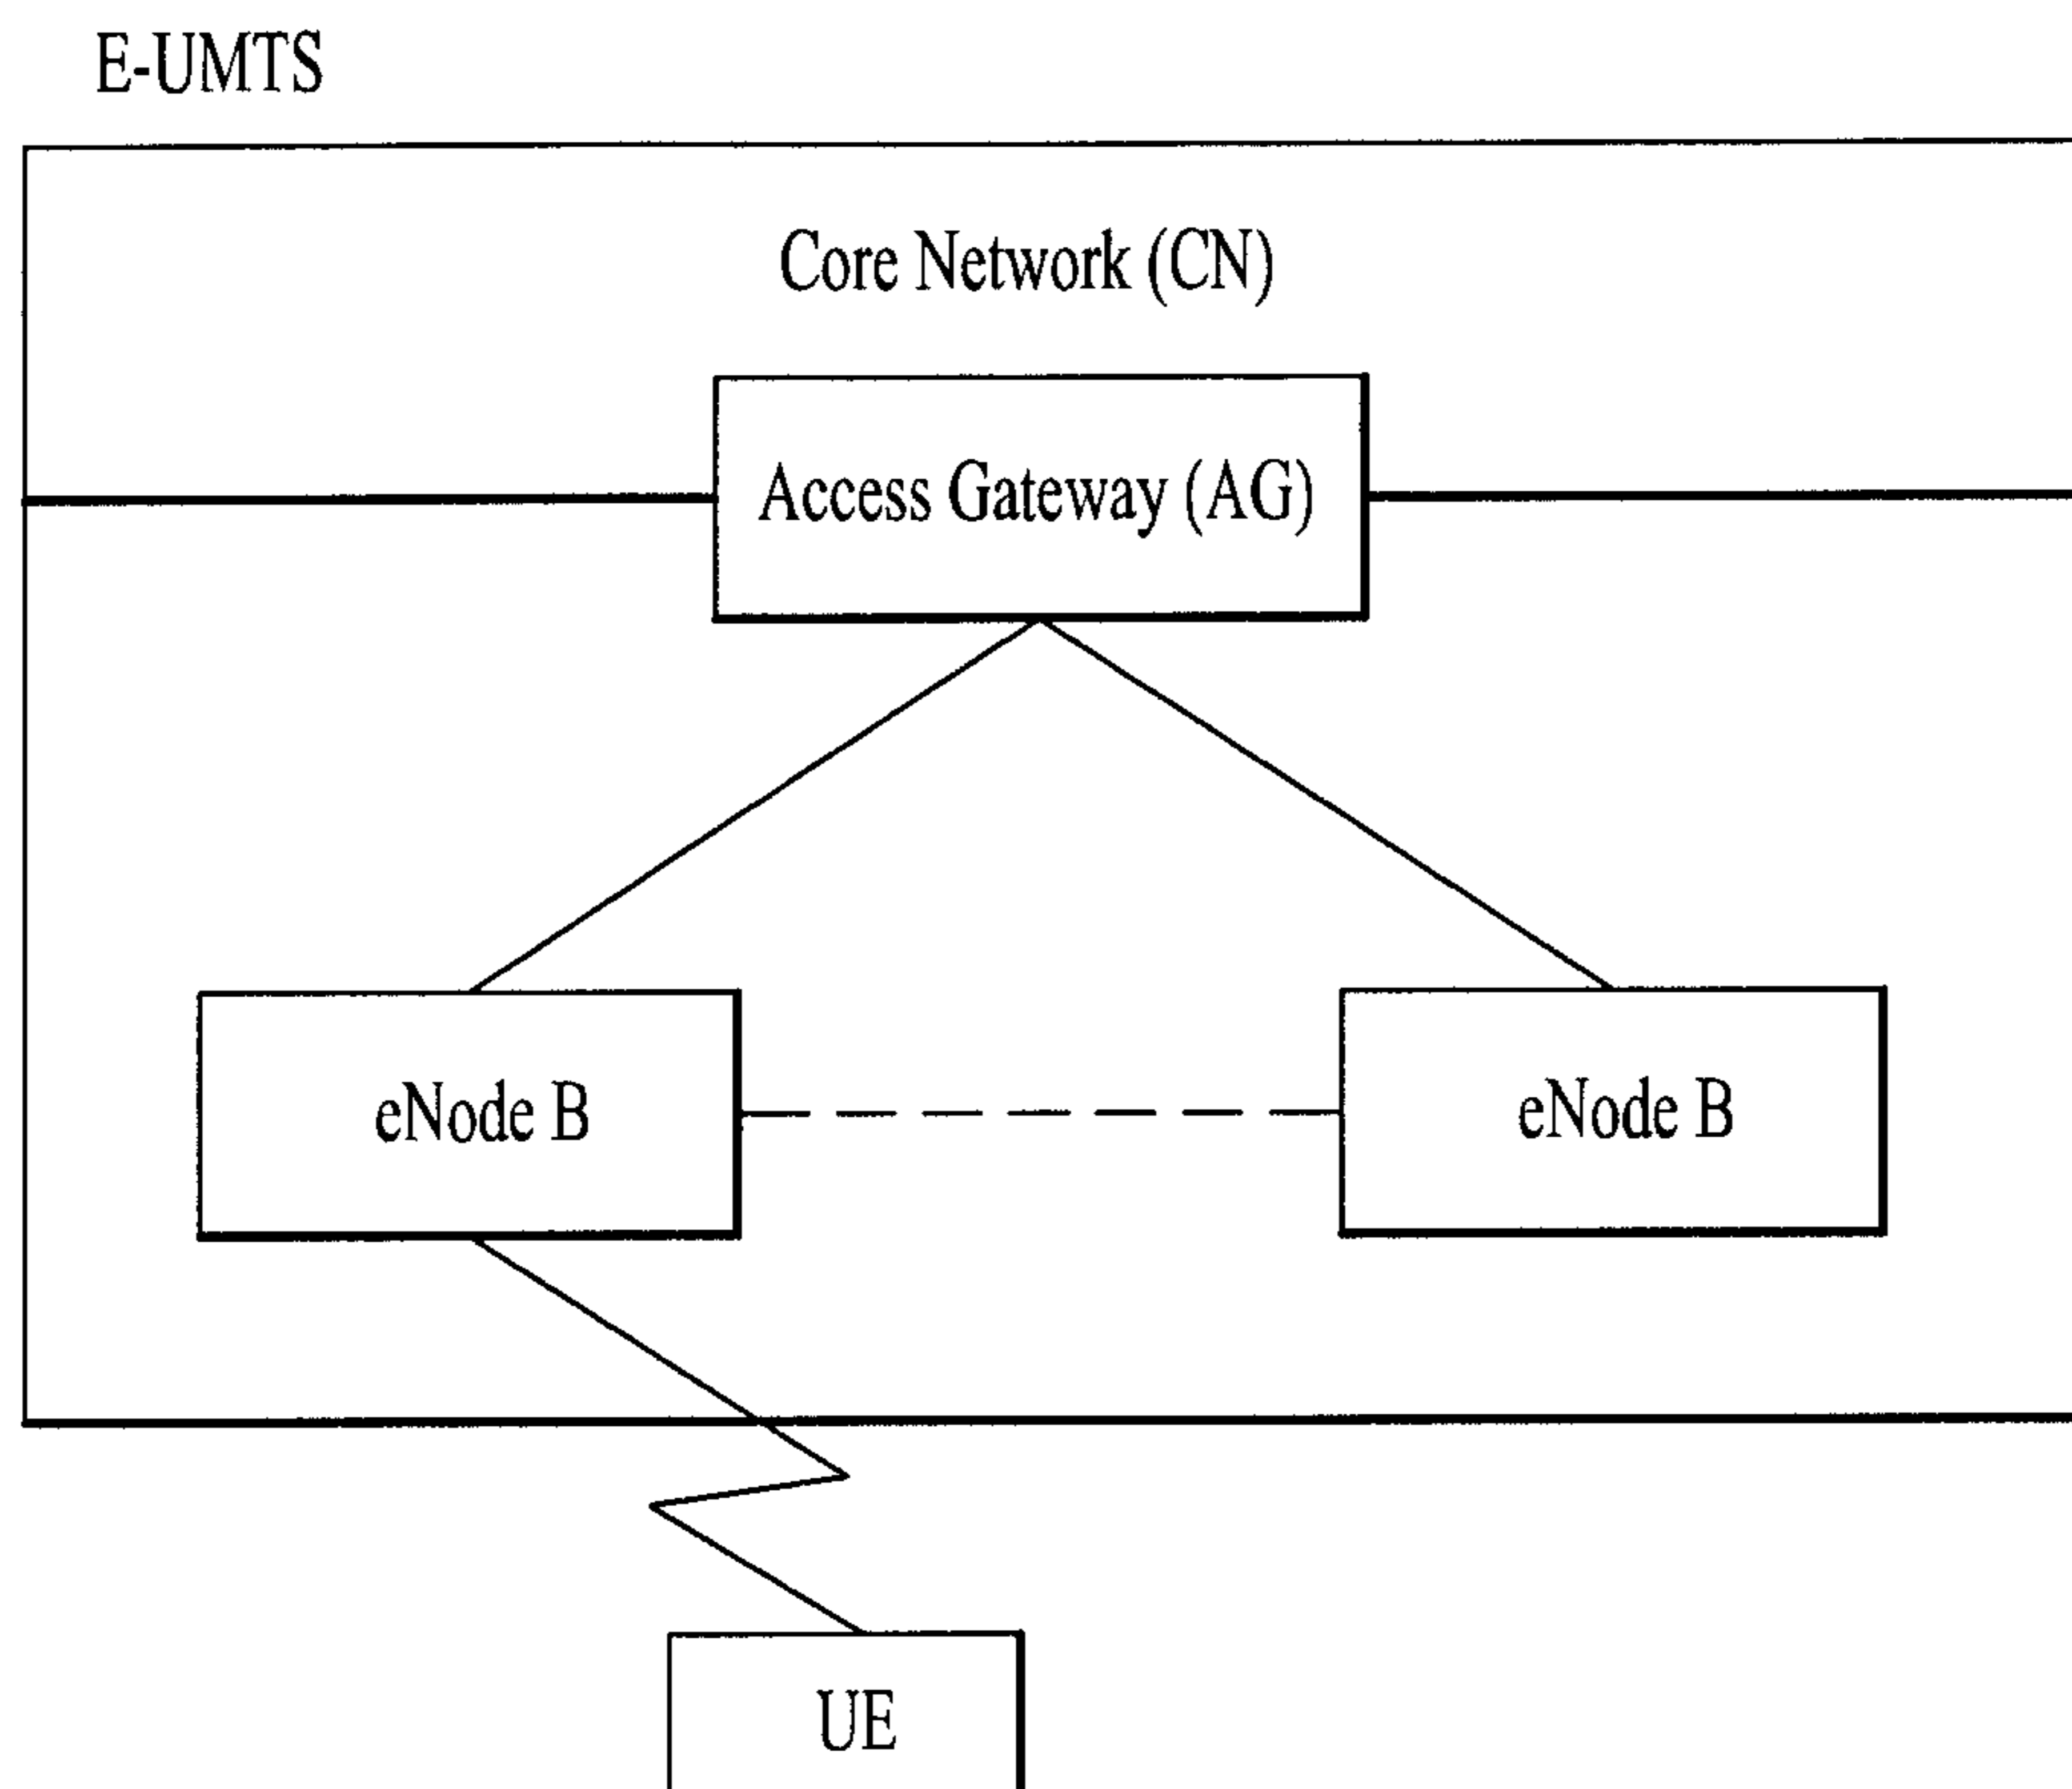 E-UMTS
Core Network (CN)
Access Gateway (AG)
eNode B
eNode B
UE